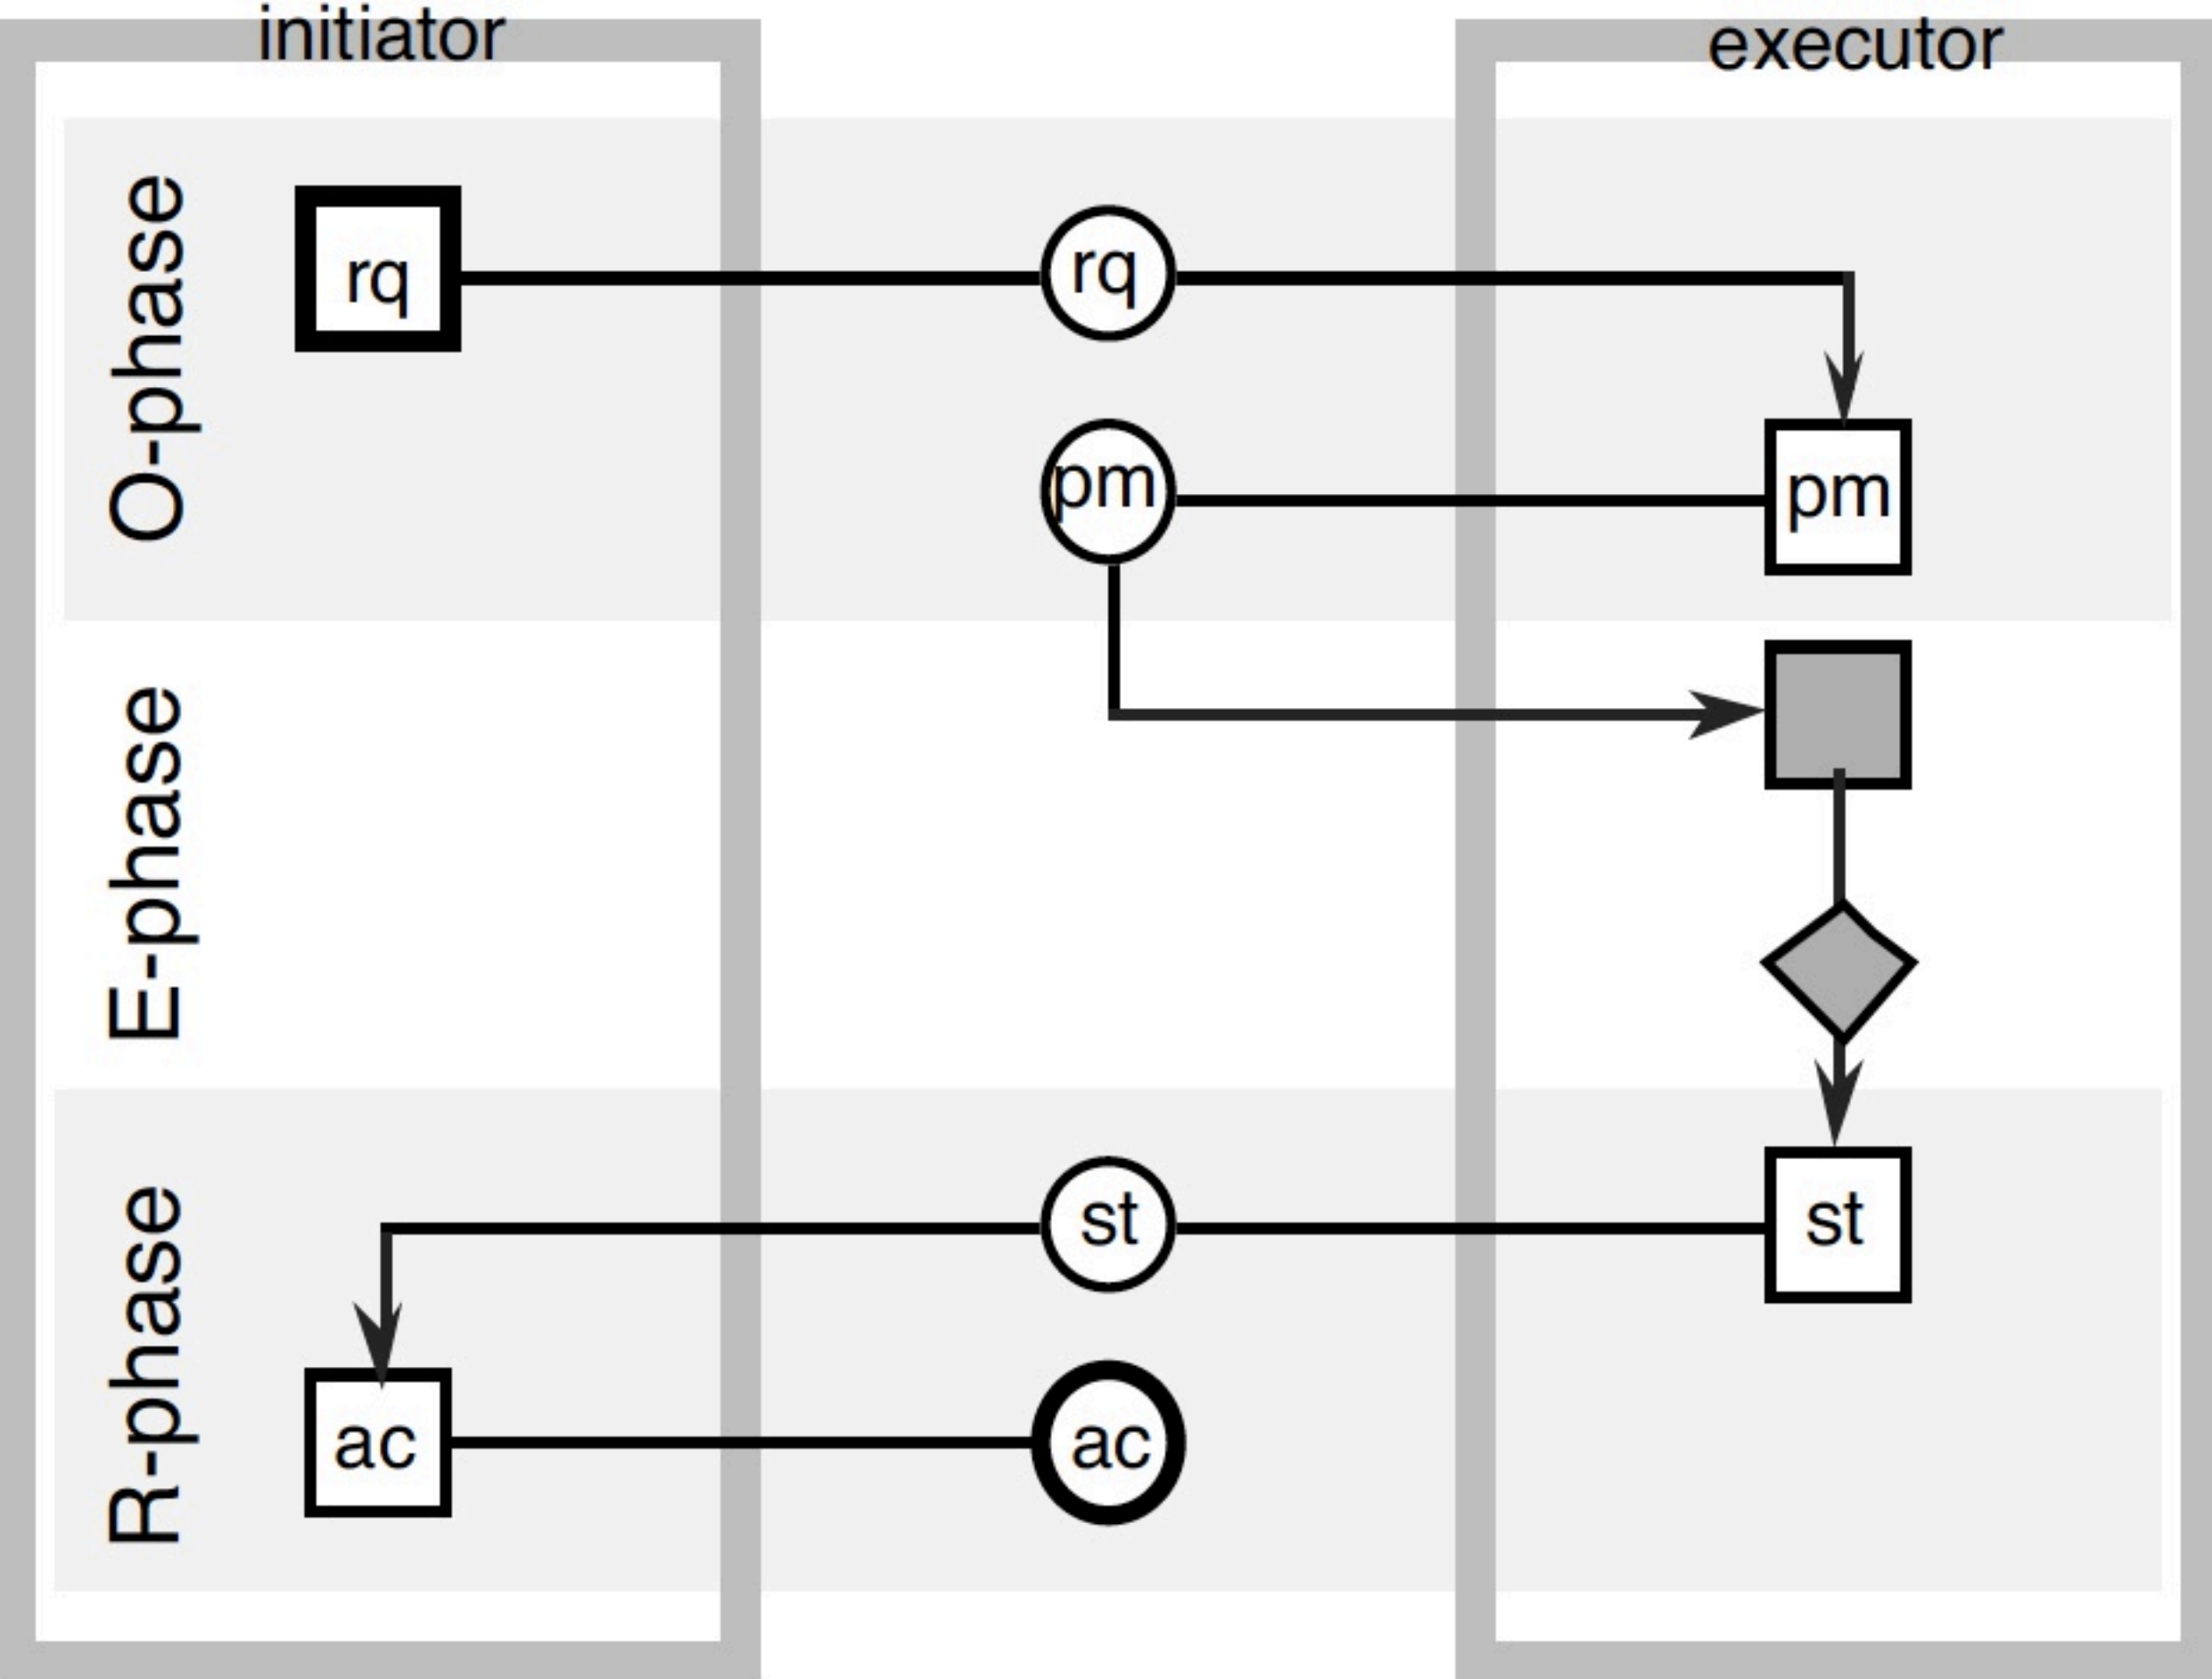 initiator
executor
O-phase
rq
rq
pm
pm
E-phase
R-phase
st
st
ac
ac